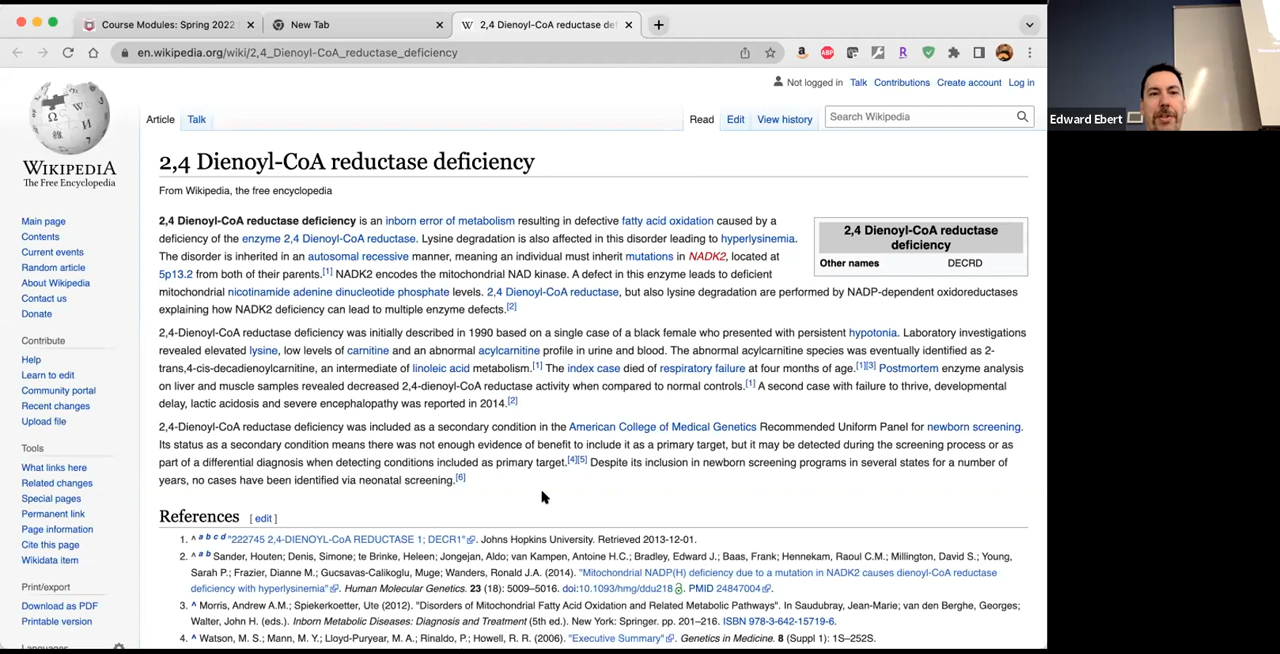 Course Modules: Spring 2022
New Tab
2,4 Dienoyl-CoA reductase def
en.wikipedia.org/wiki/2,4_Dienoyl-CoA_reductase_deficiency
Edward Ebert
Not logged in Talk Contributions Create account Log in
Article Talk Read Edit View history Search Wikipedia
WIKIPEDIA
The Free Encyclopedia
Main page
Contents
Current events
Random article
About Wikipedia
Contact us
Donate
Contribute
Help
Learn to edit
Community portal
Recent changes
Upload file
Tools
What links here
Related changes
Special pages
Permanent link
Page information
Cite this page
Wikidata item
Print/export
Download as PDF
Printable version
Languages
2,4 Dienoyl-CoA reductase deficiency
From Wikipedia, the free encyclopedia
2,4 Dienoyl-CoA reductase deficiency is an inborn error of metabolism resulting in defective fatty acid oxidation caused by a
deficiency of the enzyme 2,4 Dienoyl-CoA reductase. Lysine degradation is also affected in this disorder leading to hyperlysinemia.
The disorder is inherited in an autosomal recessive manner, meaning an individual must inherit mutations in NADK2, located at
5p13.2 from both of their parents.[1] NADK2 encodes the mitochondrial NAD kinase. A defect in this enzyme leads to deficient
mitochondrial nicotinamide adenine dinucleotide phosphate levels. 2,4 Dienoyl-CoA reductase, but also lysine degradation are performed by NADP-dependent oxidoreductases
explaining how NADK2 deficiency can lead to multiple enzyme defects.[2]
2,4 Dienoyl-CoA reductase
deficiency
Other names DECRD
2,4-Dienoyl-CoA reductase deficiency was initially described in 1990 based on a single case of a black female who presented with persistent hypotonia. Laboratory investigations
revealed elevated lysine, low levels of carnitine and an abnormal acylcarnitine profile in urine and blood. The abnormal acylcarnitine species was eventually identified as 2-
trans,4-cis-decadienoylcarnitine, an intermediate of linoleic acid metabolism.[1] The index case died of respiratory failure at four months of age.[1][3] Postmortem enzyme analysis
on liver and muscle samples revealed decreased 2,4-dienoyl-CoA reductase activity when compared to normal controls.[1] A second case with failure to thrive, developmental
delay, lactic acidosis and severe encephalopathy was reported in 2014.[2]
2,4-Dienoyl-CoA reductase deficiency was included as a secondary condition in the American College of Medical Genetics Recommended Uniform Panel for newborn screening.
Its status as a secondary condition means there was not enough evidence of benefit to include it as a primary target, but it may be detected during the screening process or as
part of a differential diagnosis when detecting conditions included as primary target.[4][5] Despite its inclusion in newborn screening programs in several states for a number of
years, no cases have been identified via neonatal screening.[6]
References [ edit ]
1. ^ a b c d "222745 2,4-DIENOYL-CoA REDUCTASE 1; DECR1". Johns Hopkins University. Retrieved 2013-12-01.
2. ^ a b Sander, Houten; Denis, Simone; te Brinke, Heleen; Jongejan, Aldo; van Kampen, Antoine H.C.; Bradley, Edward J.; Baas, Frank; Hennekam, Raoul C.M.; Millington, David S.; Young,
Sarah P.; Frazier, Dianne M.; Gucsavas-Calikoglu, Muge; Wanders, Ronald J.A. (2014). "Mitochondrial NADP(H) deficiency due to a mutation in NADK2 causes dienoyl-CoA reductase
deficiency with hyperlysinemia". Human Molecular Genetics. 23 (18): 5009–5016. doi:10.1093/hmg/ddu218. PMID 24847004.
3. ^ Morris, Andrew A.M.; Spiekerkoetter, Ute (2012). "Disorders of Mitochondrial Fatty Acid Oxidation and Related Metabolic Pathways". In Saudubray, Jean-Marie; van den Berghe, Georges;
Walter, John H. (eds.). Inborn Metabolic Diseases: Diagnosis and Treatment (5th ed.). New York: Springer. pp. 201–216. ISBN 978-3-642-15719-6.
4. ^ Watson, M. S.; Mann, M. Y.; Lloyd-Puryear, M. A.; Rinaldo, P.; Howell, R. R. (2006). "Executive Summary". Genetics in Medicine. 8 (Suppl 1): 1S–252S.